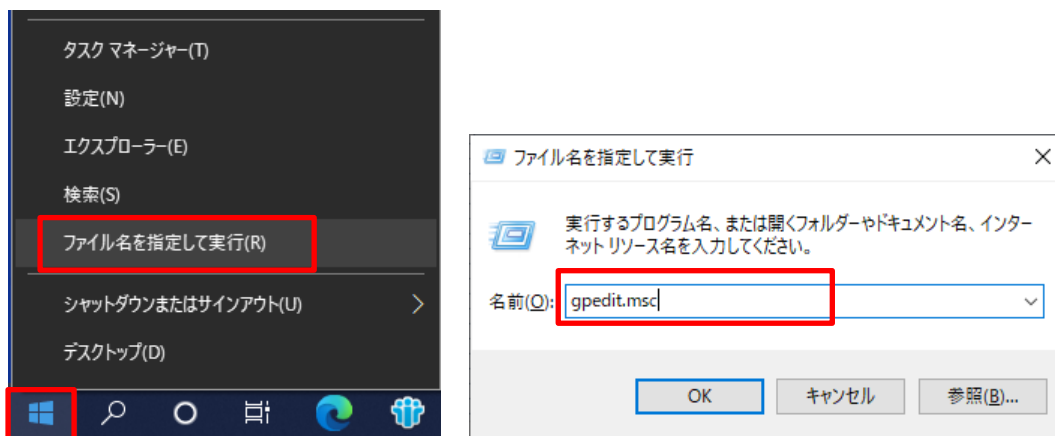 タスク マネージャー(T)
設定(N)
エクスプローラー(E)
検索(S)
ファイル名を指定して実行(R)
シャットダウンまたはサインアウト(U)
デスクトップ(D)
ファイル名を指定して実行
実行するプログラム名、または開くフォルダーやドキュメント名、インター
ネット リソース名を入力してください。
名前(O): gpedit.msc
OK キャンセル 参照(B)...